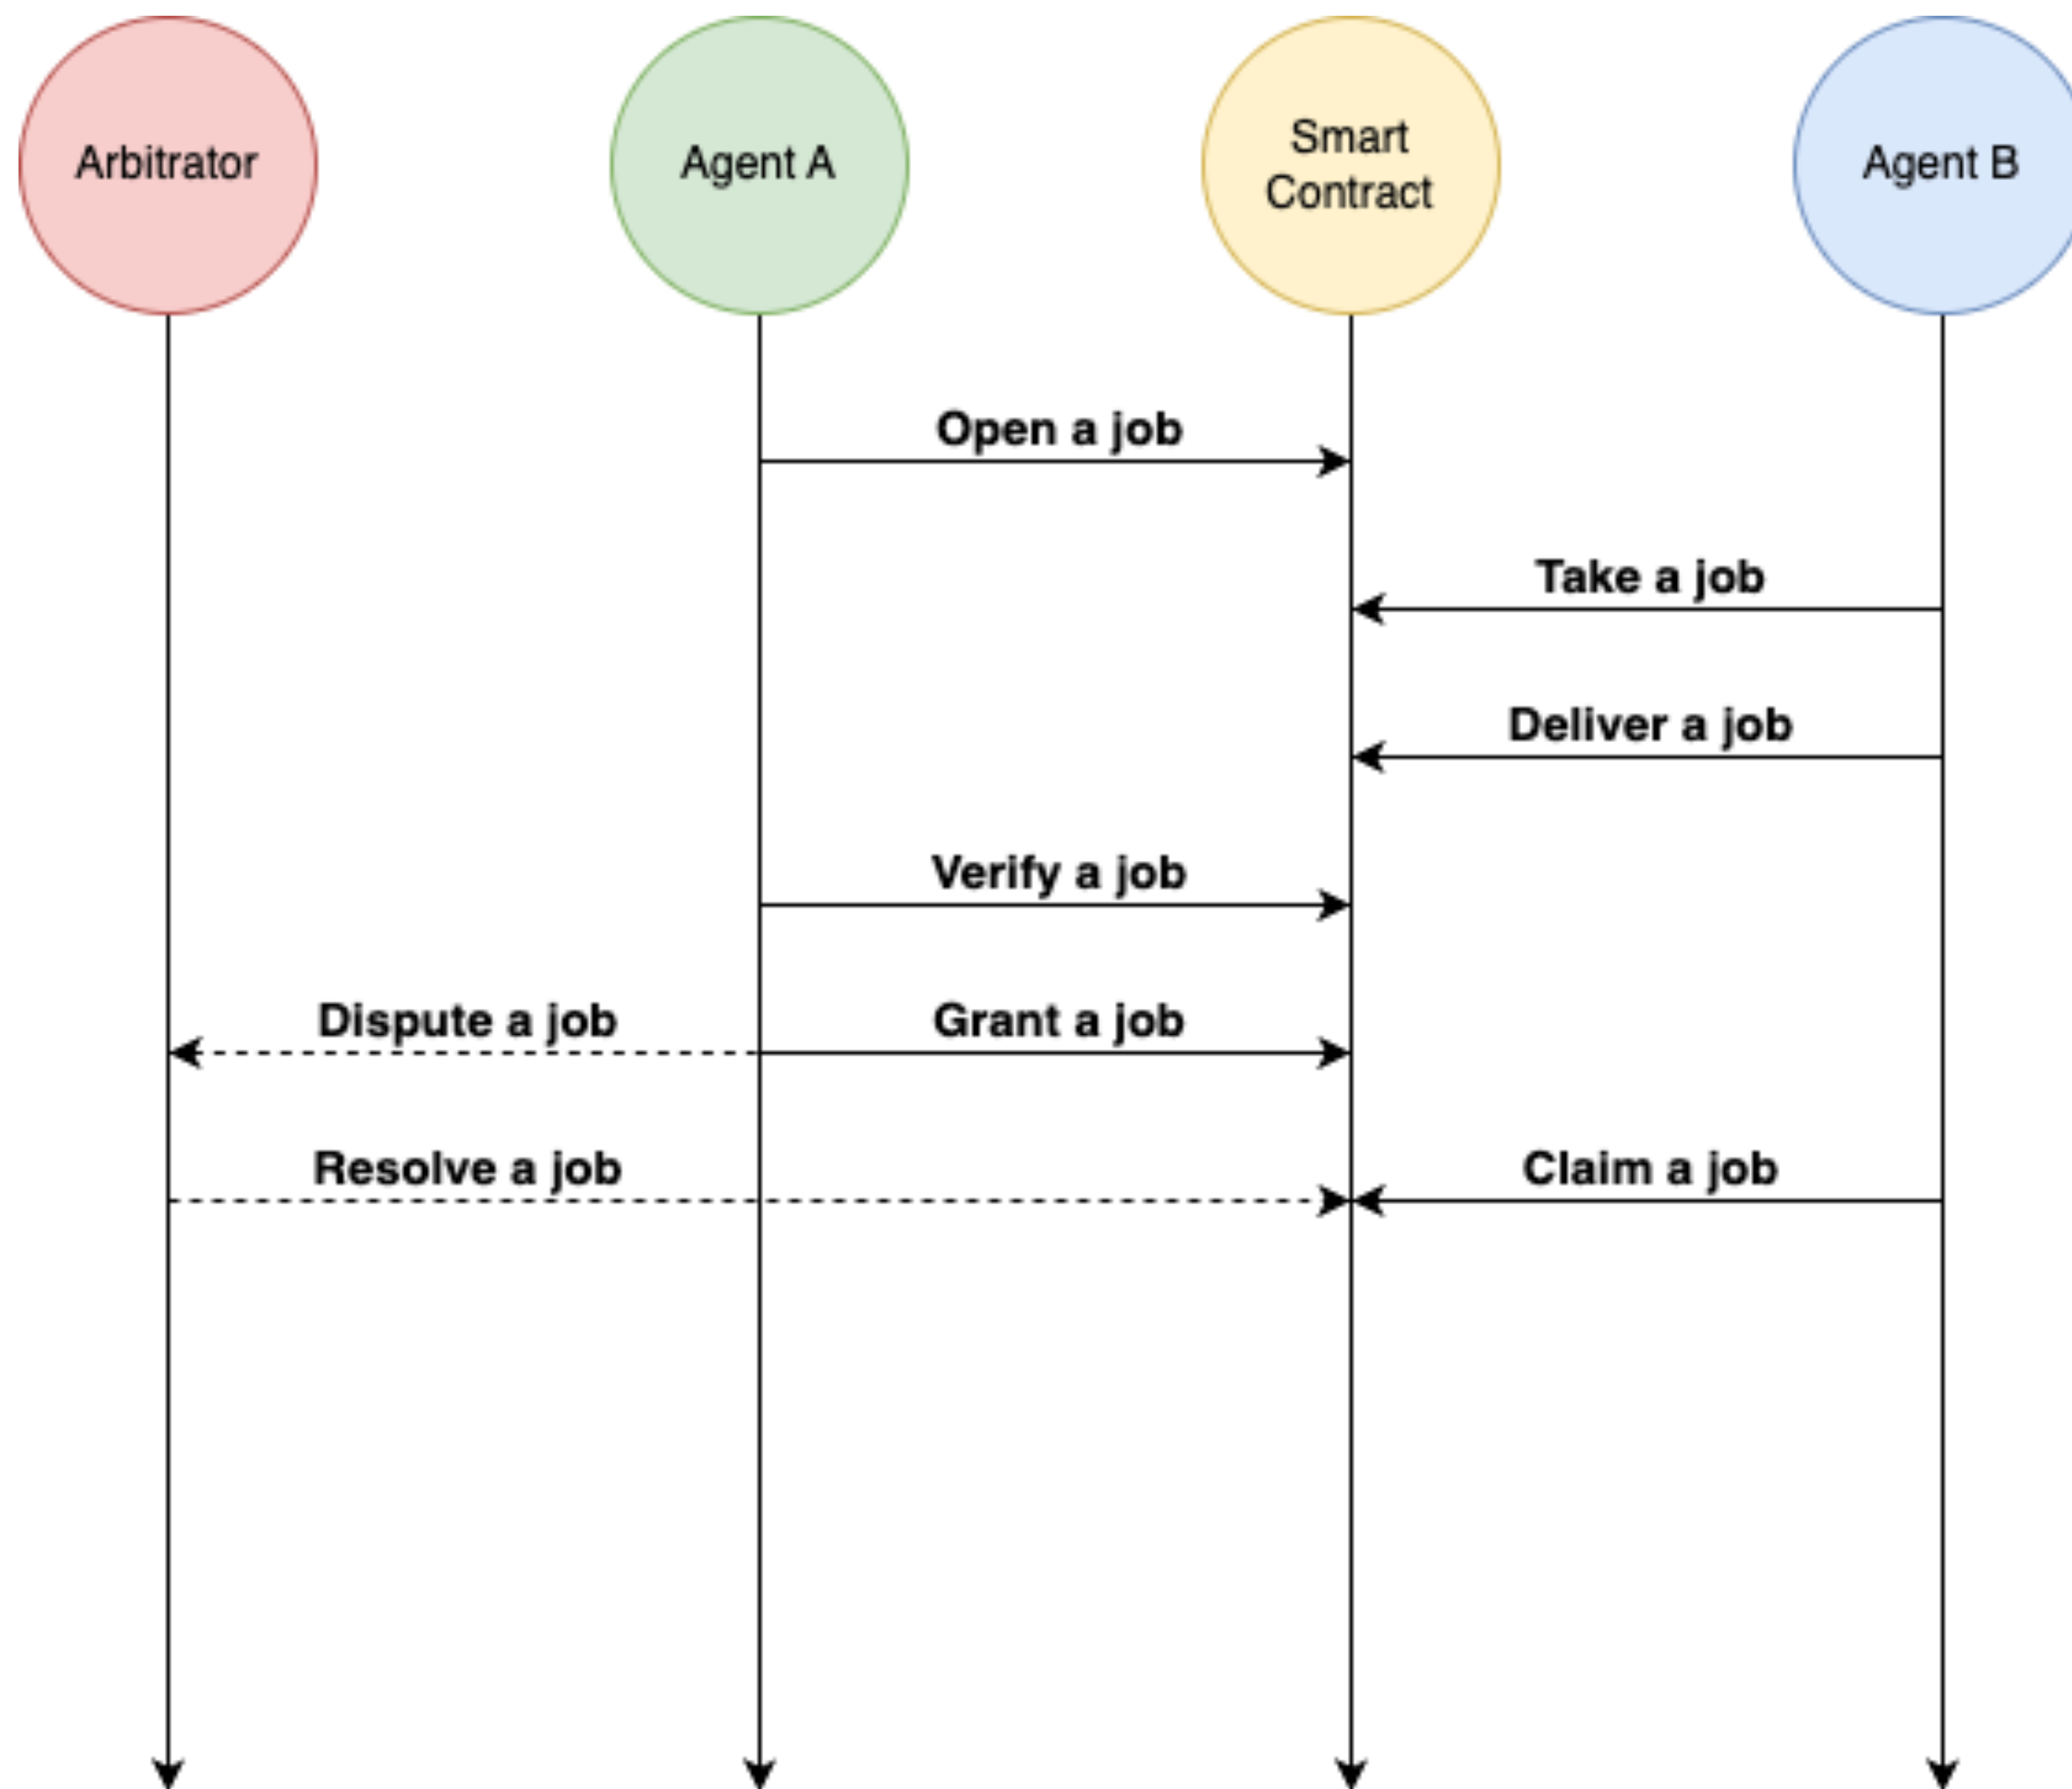 Arbitrator
Agent A
Smart
Contract
Agent B
Open a job
Take a job
Deliver a job
Verify a job
Dispute a job
Grant a job
Resolve a job
Claim a job